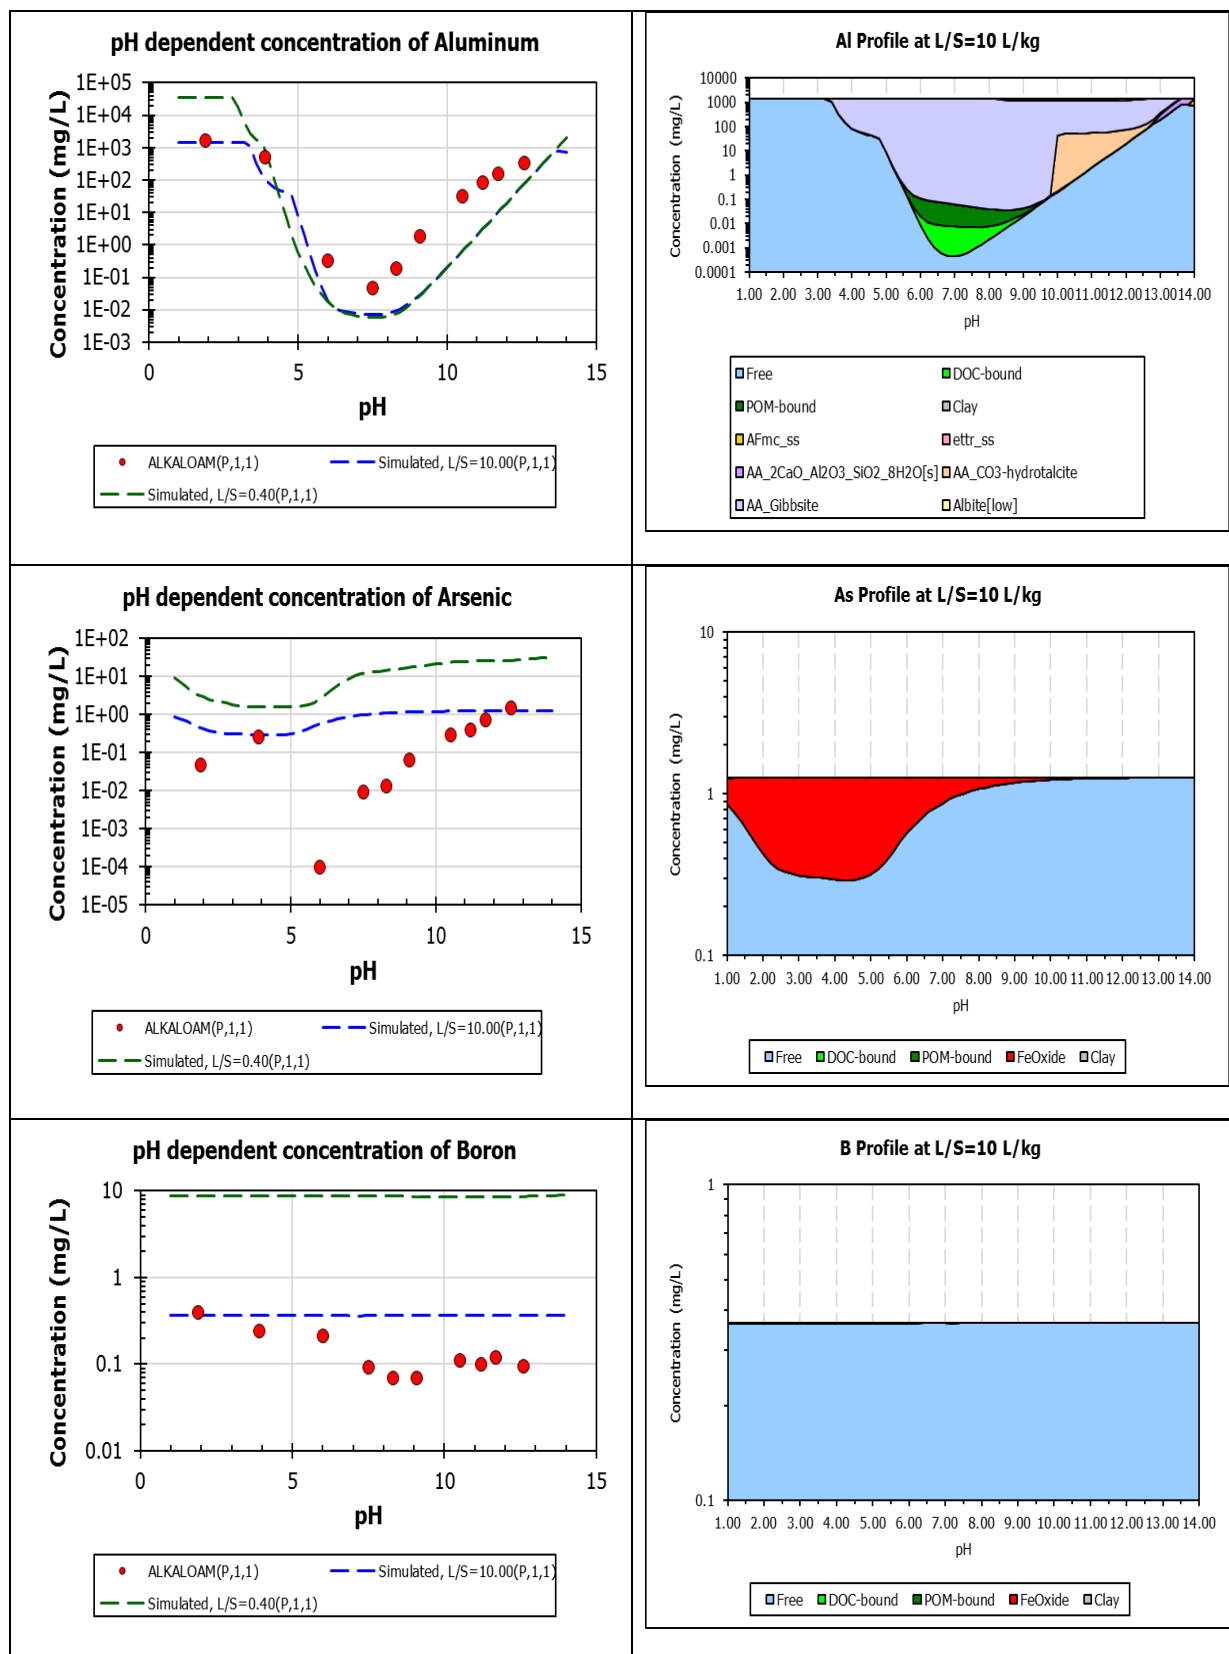 pH dependent concentration of Aluminum
Concentration (mg/L)
1E+05
1E+04
1E+03
1E+02
1E+01
1E+00
1E-01
1E-02
1E-03
0 5 10 15
pH
ALKALOAM(P,1,1) Simulated, L/S=10.00(P,1,1)
Simulated, L/S=0.40(P,1,1)
Al Profile at L/S=10 L/kg
Concentration (mg/L)
10000
1000
100
10
1
0.1
0.01
0.001
0.0001
1.00 2.00 3.00 4.00 5.00 6.00 7.00 8.00 9.00 10.00 11.00 12.00 13.00 14.00
pH
Free DOC-bound
POM-bound Clay
AFmc_ss ettr_ss
AA_2CaO_Al2O3_SiO2_8H2O[s] AA_CO3-hydrotalcite
AA_Gibbsite Albite[low]
pH dependent concentration of Arsenic
Concentration (mg/L)
1E+02
1E+01
1E+00
1E-01
1E-02
1E-03
1E-04
1E-05
0 5 10 15
pH
ALKALOAM(P,1,1) Simulated, L/S=10.00(P,1,1)
Simulated, L/S=0.40(P,1,1)
As Profile at L/S=10 L/kg
Concentration (mg/L)
10
1
0.1
1.00 2.00 3.00 4.00 5.00 6.00 7.00 8.00 9.00 10.00 11.00 12.00 13.00 14.00
pH
Free DOC-bound POM-bound FeOxide Clay
pH dependent concentration of Boron
Concentration (mg/L)
10
1
0.1
0.01
0 5 10 15
pH
ALKALOAM(P,1,1) Simulated, L/S=10.00(P,1,1)
Simulated, L/S=0.40(P,1,1)
B Profile at L/S=10 L/kg
Concentration (mg/L)
1
0.1
1.00 2.00 3.00 4.00 5.00 6.00 7.00 8.00 9.00 10.00 11.00 12.00 13.00 14.00
pH
Free DOC-bound POM-bound FeOxide Clay